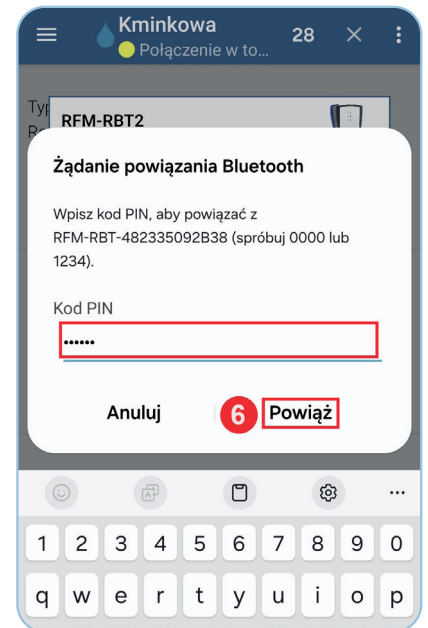 Kminkowa
Połączenie w to...
28
Typ
RFM-RBT2
Żądanie powiązania Bluetooth
Wpisz kod PIN, aby powiązać z
RFM-RBT-482335092B38 (spróbuj 0000 lub
1234).
Kod PIN
••••••
Anuluj 6 Powiąż
1 2 3 4 5 6 7 8 9 0
q w e r t y u i o p